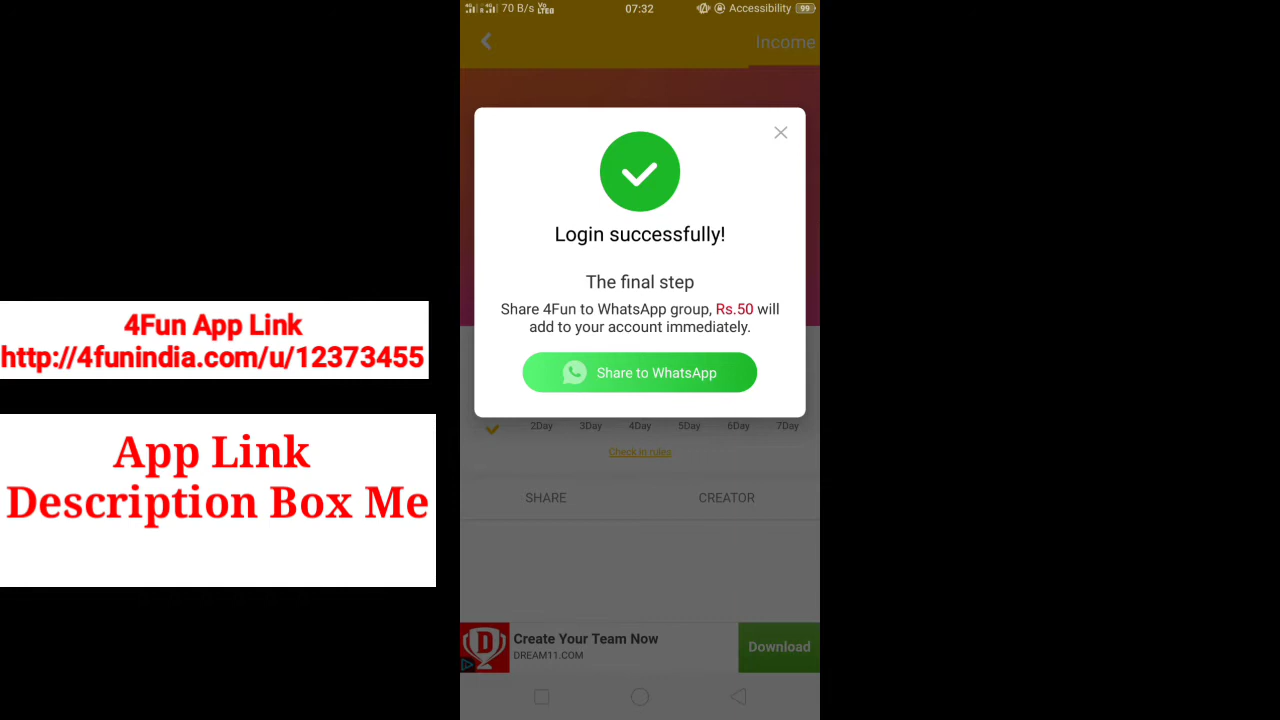 70 B/s
07:32
Accessibility 99
Income
Login successfully!
The final step
Share 4Fun to WhatsApp group, Rs.50 will
add to your account immediately.
Share to WhatsApp
2Day 3Day 4Day 5Day 6Day 7Day
Check in rules
SHARE CREATOR
D
Create Your Team Now
DREAM11.COM
Download
4Fun App Link
http://4funindia.com/u/12373455
App Link
Description Box Me